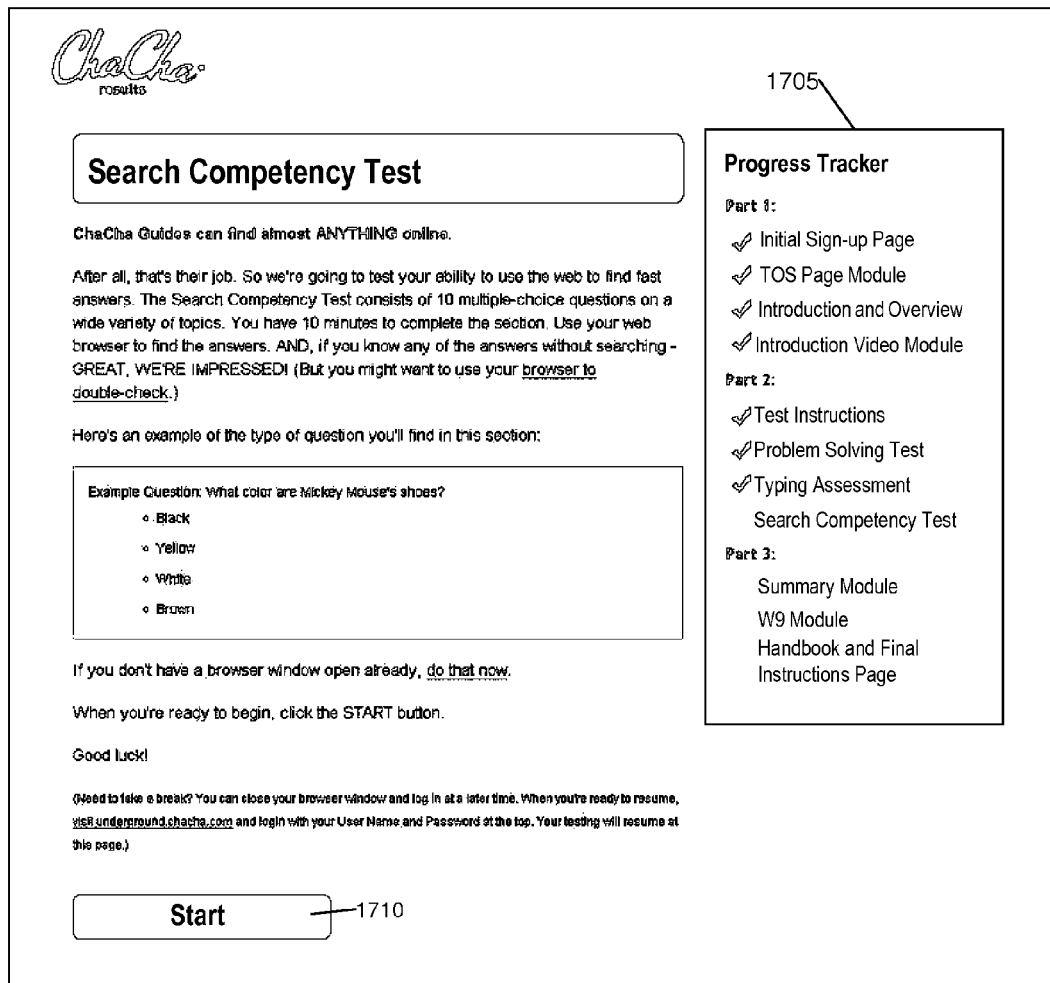 ChaCha
results
1705
Search Competency Test
ChaCha Guides can find almost ANYTHING online.
After all, that's their job. So we're going to test your ability to use the web to find fast
answers. The Search Competency Test consists of 10 multiple-choice questions on a
wide variety of topics. You have 10 minutes to complete the section. Use your web
browser to find the answers. AND, if you know any of the answers without searching -
GREAT, WE'RE IMPRESSED! (But you might want to use your browser to
double-check.)
Here's an example of the type of question you'll find in this section:
Example Question: What color are Mickey Mouse's shoes?
Black
Yellow
White
Brown
If you don't have a browser window open already, do that now.
When you're ready to begin, click the START button.
Good luck!
(Need to take a break? You can close your browser window and log in at a later time. When you're ready to resume,
visit underground.chacha.com and login with your User Name and Password at the top. Your testing will resume at
this page.)
Start
1710
Progress Tracker
Part 1:
Initial Sign-up Page
TOS Page Module
Introduction and Overview
Introduction Video Module
Part 2:
Test Instructions
Problem Solving Test
Typing Assessment
Search Competency Test
Part 3:
Summary Module
W9 Module
Handbook and Final
Instructions Page